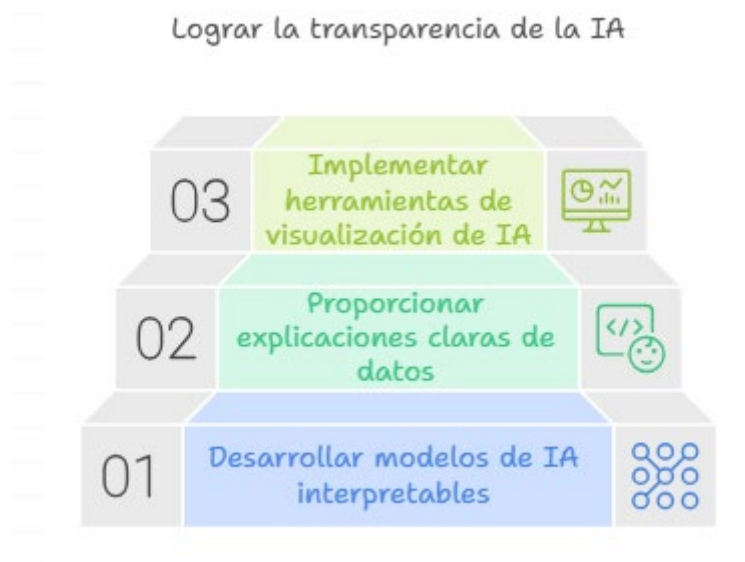 Lograr la transparencia de la IA
03
Implementar
herramientas de
visualización de IA
02
Proporcionar
explicaciones claras de
datos
</>
01
Desarrollar modelos de IA
interpretables